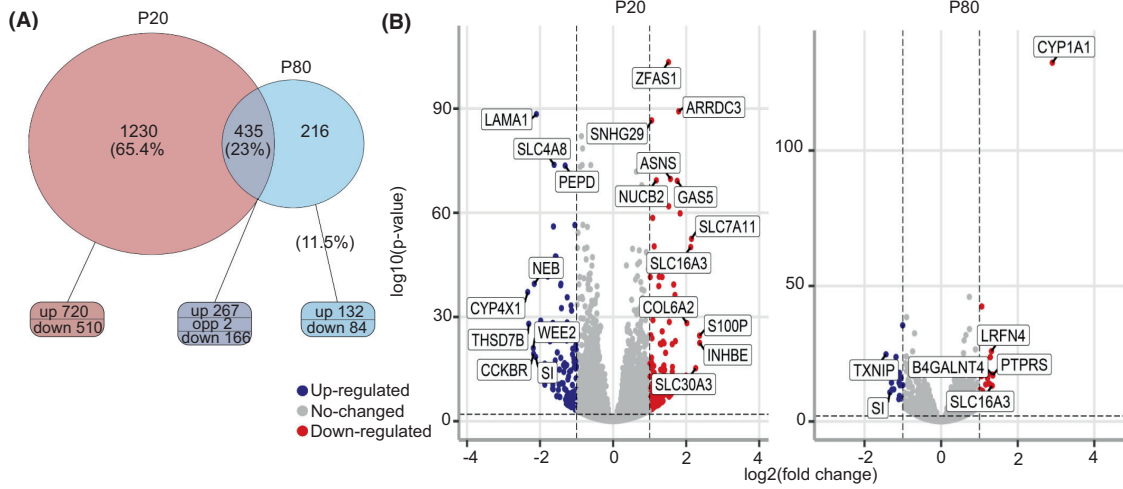 (A)
P20
P80
1230
(65.4%
435
(23%)
216
(11.5%)
up 720
down 510
up 267
opp 2
down 166
up 132
down 84
Up-regulated
No-changed
Down-regulated
(B)
P20
log10(p-value)
90
60
30
0
-4
-2
0
2
4
ZFAS1
LAMA1
ARRDC3
SNHG29
SLC4A8
ASNS
PEPD
NUCB2
GAS5
SLC7A11
NEB
SLC16A3
CYP4X1
COL6A2
THSD7B
WEE2
S100P
CCKBR
SI
INHBE
SLC30A3
P80
100
50
0
-2
0
2
4
CYP1A1
LRFN4
TXNIP
B4GALNT4
PTPRS
SI
SLC16A3
log2(fold change)